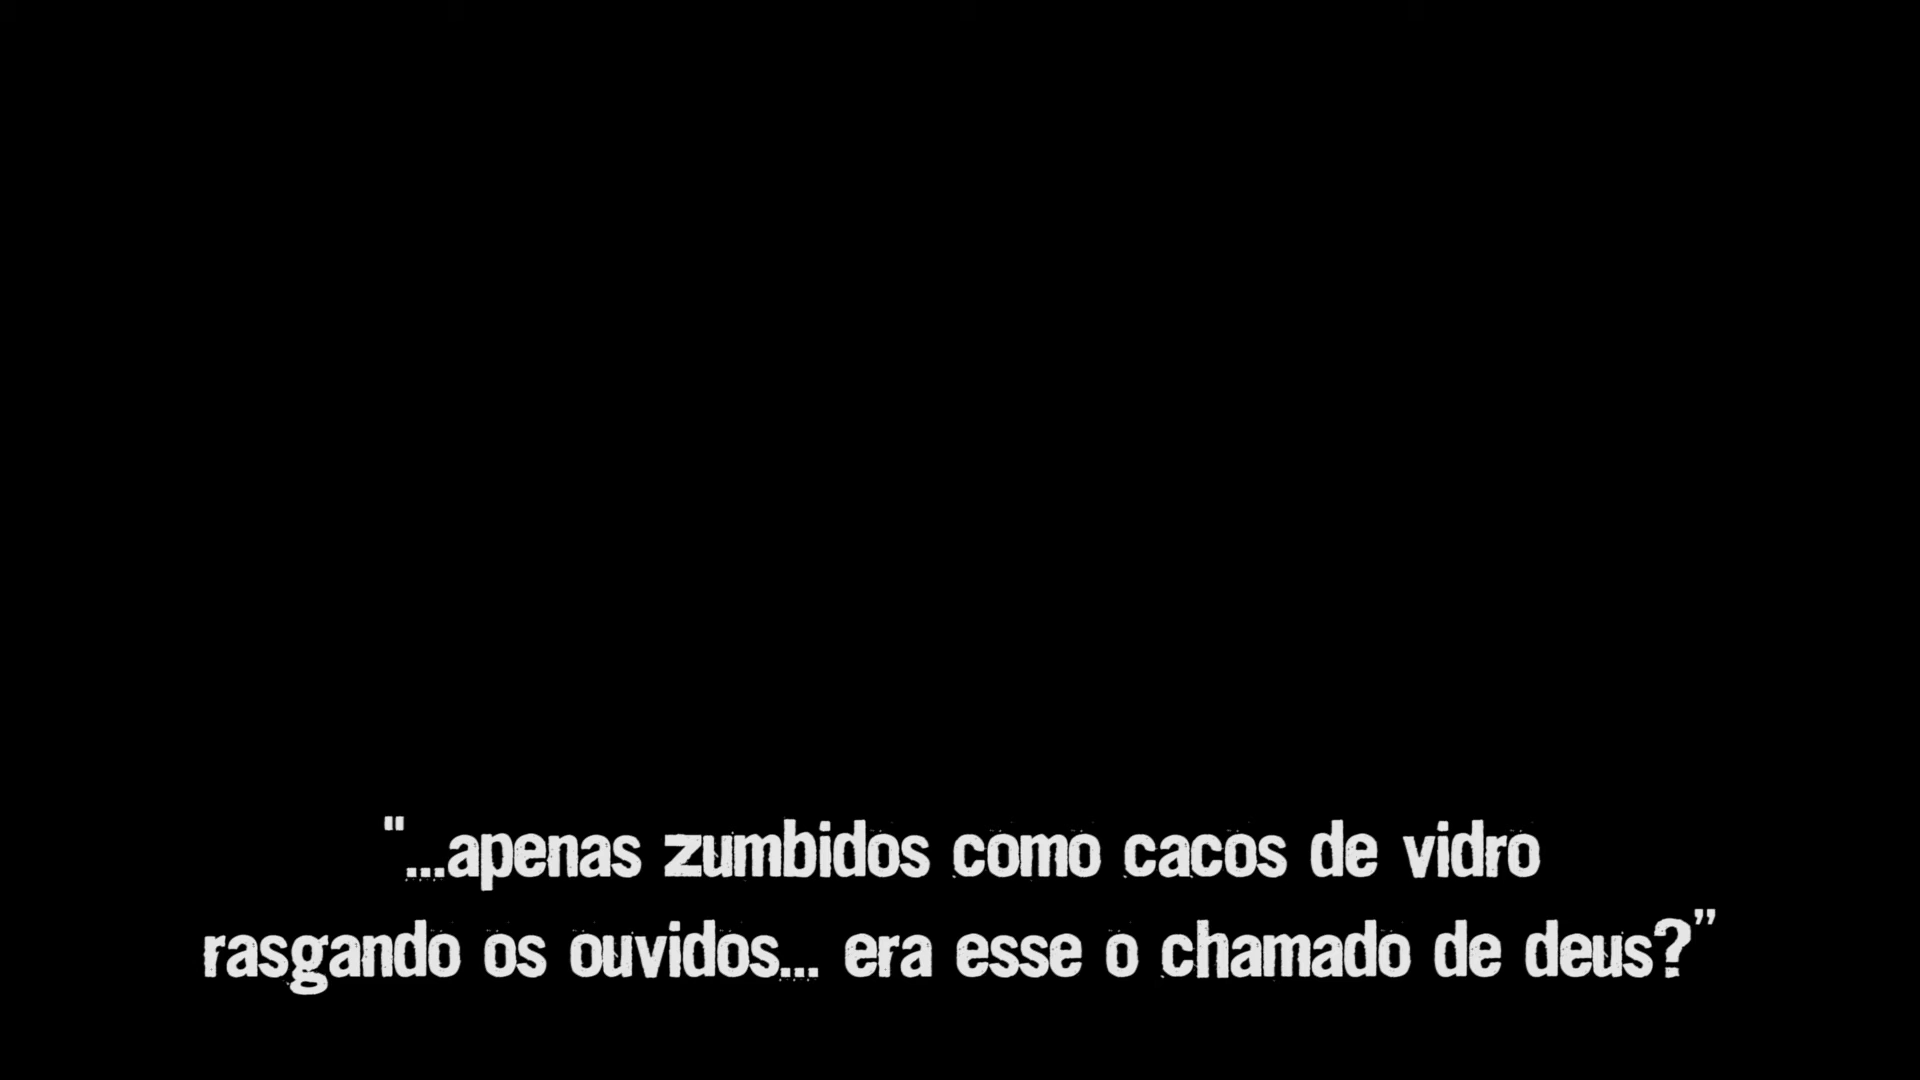 "...apenas zumbidos como cacos de vidro
rasgando os ouvidos... era esse o chamado de deus?”